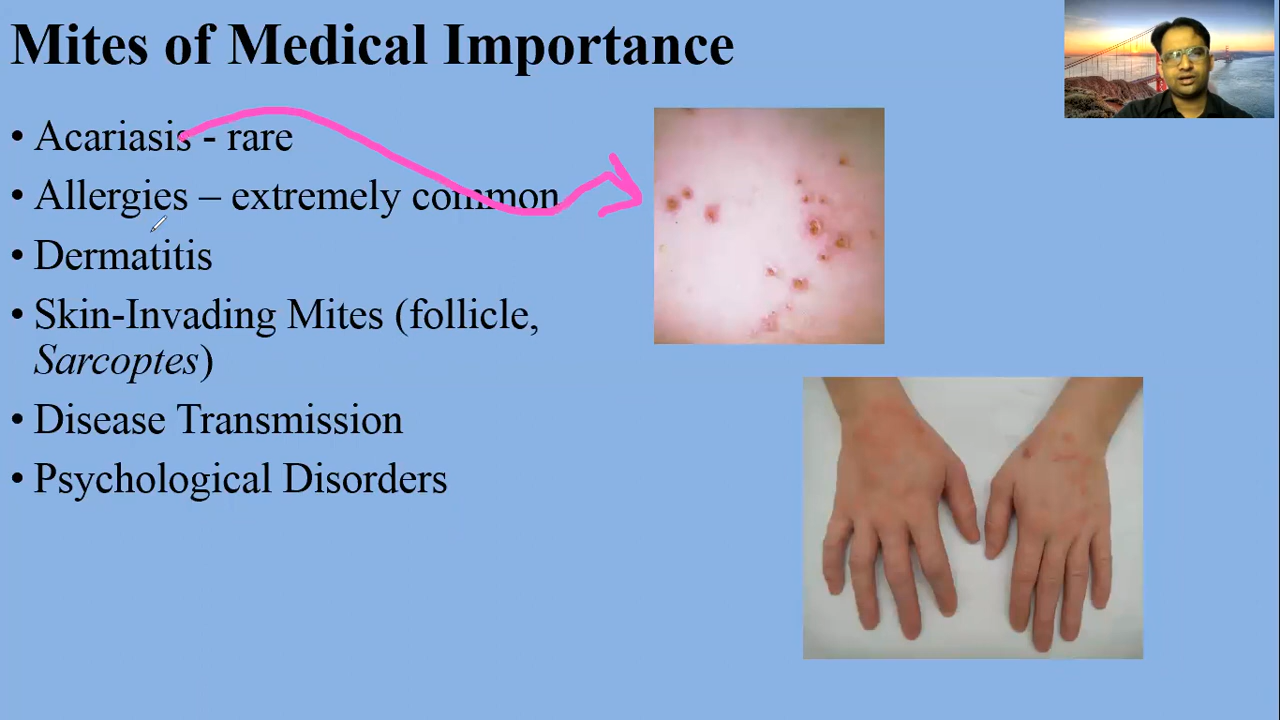 Mites of Medical Importance
• Acariasis - rare
• Allergies – extremely common
• Dermatitis
• Skin-Invading Mites (follicle,
Sarcoptes)
• Disease Transmission
• Psychological Disorders